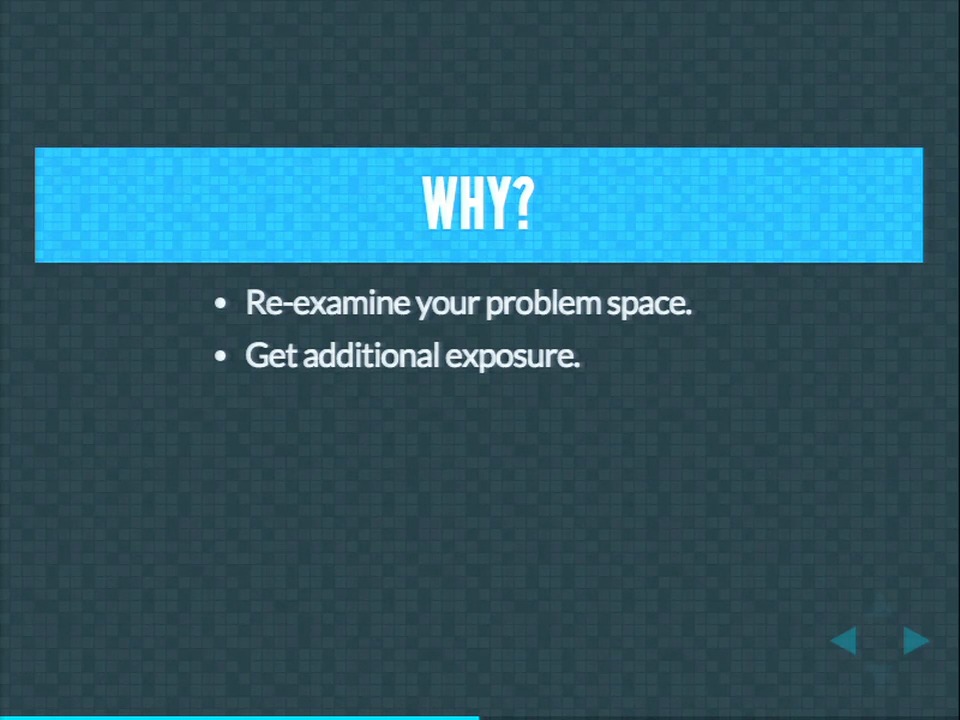 WHY?
• Re-examine your problem space.
• Get additional exposure.